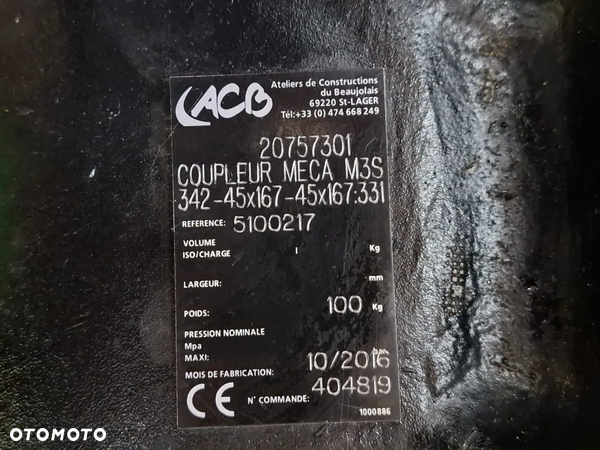 ACB
Ateliers de Constructions
du Beaujolais
69220 St-LAGER
Tél:+33 (0) 474 668 249
20757301
COUPLEUR MECA M3S
342-45x167-45x167:331
REFERENCE: 5100217
VOLUME
ISO/CHARGE l Kg
LARGEUR: mm
POIDS: 100 Kg
PRESSION NOMINALE
Mpa
MAXI: bar
MOIS DE FABRICATION: 10/2016
N° COMMANDE: 404819
CE
1000886
OTOMOTO